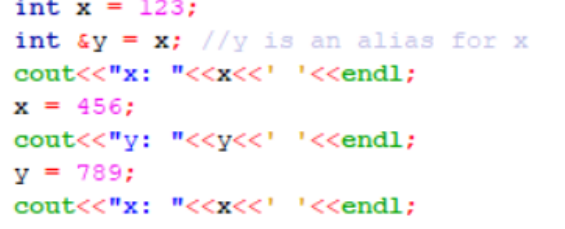 int x = 123;
int &y = x; //y is an alias for x
cout<<"x: "<<x<<' '<<endl;
x = 456;
cout<<"y: "<<y<<' '<<endl;
y = 789;
cout<<"x: "<<x<<' '<<endl;